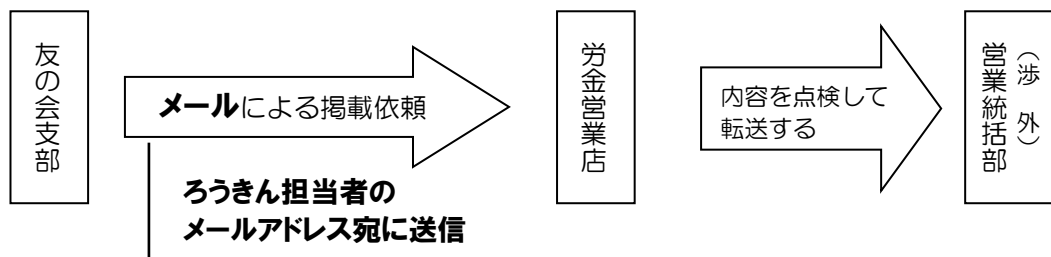 友の会支部
メールによる掲載依頼
ろうきん担当者の
メールアドレス宛に送信
労金営業店
内容を点検して
転送する
(渉 外)
営業統括部